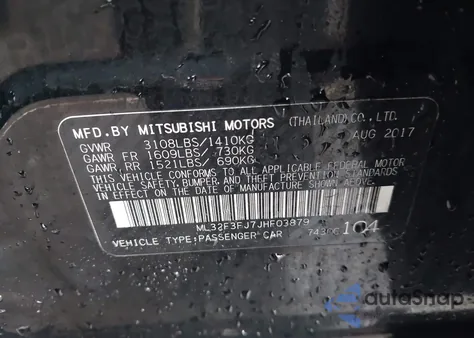 MFD.BY MITSUBISHI MOTORS (THAILAND)CO., LTD.
GVWR 3108LBS/1410KG AUG 2017
GAWR FR 1609LBS/ 730KG
GAWR, RR 1521LBS/ 690KG
THIS VEHICLE CONFORMS TO ALL APPLICABLE FEDERAL MOTOR
VEHICLE SAFETY, BUMPER, AND THEFT PREVENTION STANDARDS
IN EFFECT ON THE DATE OF MANUFACTURE SHOWN ABOVE.
ML32F3FJ7JHF03879
VEHICLE TYPE:PASSENGER CAR 104
autoSnap